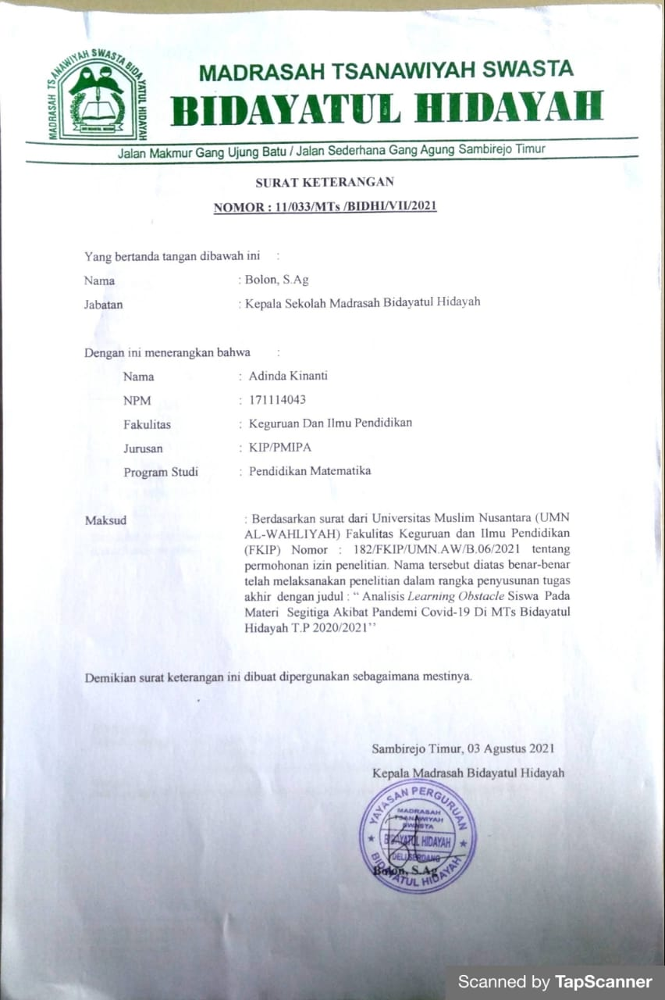 MADRASAH TSANAWIYAH SWASTA BIDAYATUL HIDAYAH
MADRASAH TSANAWIYAH SWASTA
BIDAYATUL HIDAYAH
Jalan Makmur Gang Ujung Batu / Jalan Sederhana Gang Agung Sambirejo Timur
SURAT KETERANGAN
NOMOR : 11/033/MTs /BIDHI/VII/2021
Yang bertanda tangan dibawah ini :
Nama : Bolon, S.Ag
Jabatan : Kepala Sekolah Madrasah Bidayatul Hidayah
Dengan ini menerangkan bahwa :
Nama : Adinda Kinanti
NPM : 171114043
Fakultas : Keguruan Dan Ilmu Pendidikan
Jurusan : KIP/PMIPA
Program Studi : Pendidikan Matematika
Maksud : Berdasarkan surat dari Universitas Muslim Nusantara (UMN
AL-WAHLIYAH) Fakultas Keguruan dan Ilmu Pendidikan
(FKIP) Nomor : 182/FKIP/UMN.AW/B.06/2021 tentang
permohonan izin penelitian. Nama tersebut diatas benar-benar
telah melaksanakan penelitian dalam rangka penyusunan tugas
akhir dengan judul : “ Analisis Learning Obstacle Siswa Pada
Materi Segitiga Akibat Pandemi Covid-19 Di MTs Bidayatul
Hidayah T.P 2020/2021’’
Demikian surat keterangan ini dibuat dipergunakan sebagaimana mestinya.
Sambirejo Timur, 03 Agustus 2021
Kepala Madrasah Bidayatul Hidayah
YAYASAN PERGURUAN
MADRASAH
TSANAWIYAH
SWASTA
BIDAYATUL HIDAYAH
DELI SERDANG
BIDAYATUL HIDAYAH
Bolon, S.Ag
Scanned by TapScanner